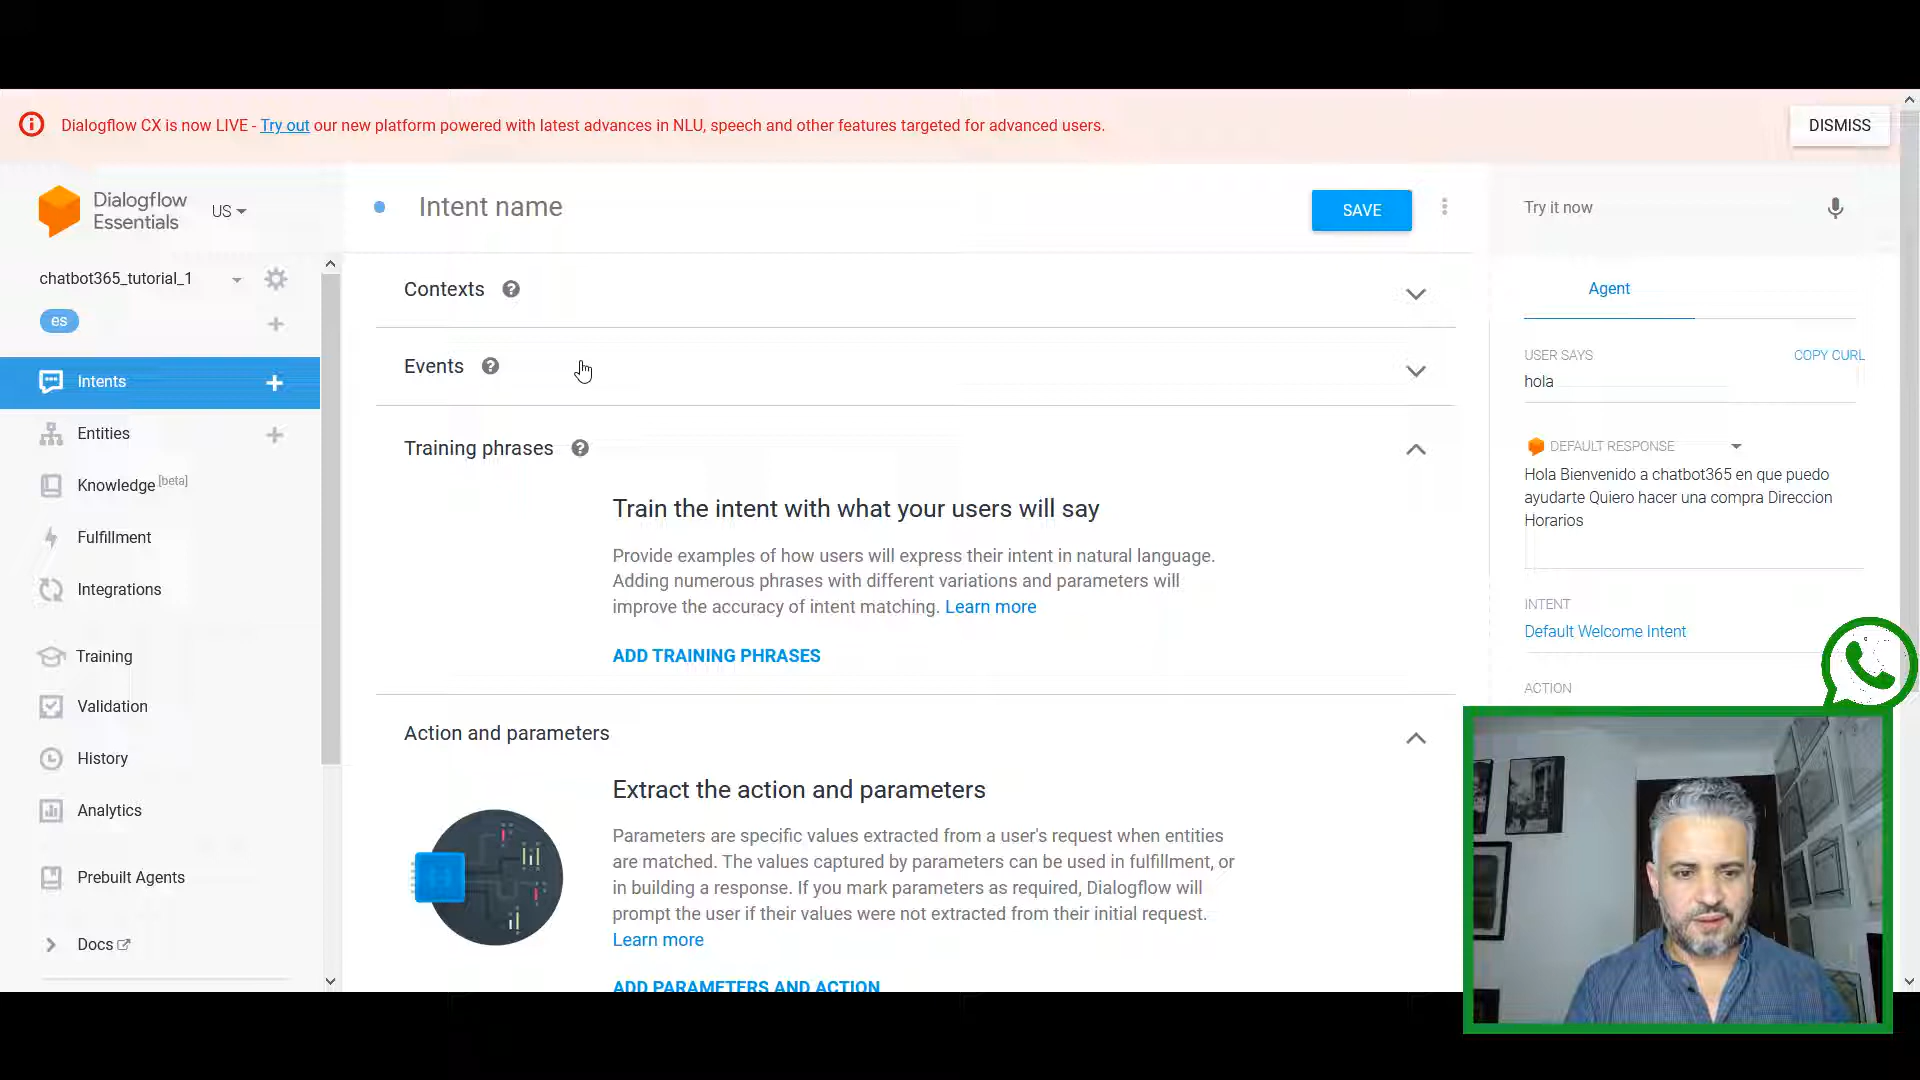 Dialogflow CX is now LIVE - Try out our new platform powered with latest advances in NLU, speech and other features targeted for advanced users.
DISMISS
Dialogflow
Essentials
US
Intent name
SAVE
Try it now
chatbot365_tutorial_1
es
Intents
Entities
Knowledge [beta]
Fulfillment
Integrations
Training
Validation
History
Analytics
Prebuilt Agents
Docs
Contexts
Events
Training phrases
Train the intent with what your users will say
Provide examples of how users will express their intent in natural language.
Adding numerous phrases with different variations and parameters will
improve the accuracy of intent matching. Learn more
ADD TRAINING PHRASES
Action and parameters
Extract the action and parameters
Parameters are specific values extracted from a user's request when entities
are matched. The values captured by parameters can be used in fulfillment, or
in building a response. If you mark parameters as required, Dialogflow will
prompt the user if their values were not extracted from their initial request.
Learn more
ADD PARAMETERS AND ACTION
Agent
USER SAYS
COPY CURL
hola
DEFAULT RESPONSE
Hola Bienvenido a chatbot365 en que puedo
ayudarte Quiero hacer una compra Direccion
Horarios
INTENT
Default Welcome Intent
ACTION